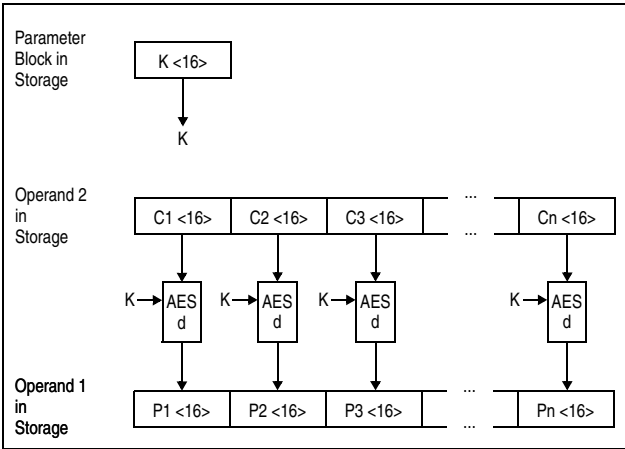 Parameter
Block in
Storage
K <16>
K
Operand 2
in
Storage
...
C1 <16> C2 <16> C3 <16> Cn <16>
...
K AES d K AES d K AES d K AES d
Operand 1
in
Storage
...
P1 <16> P2 <16> P3 <16> Pn <16>
...